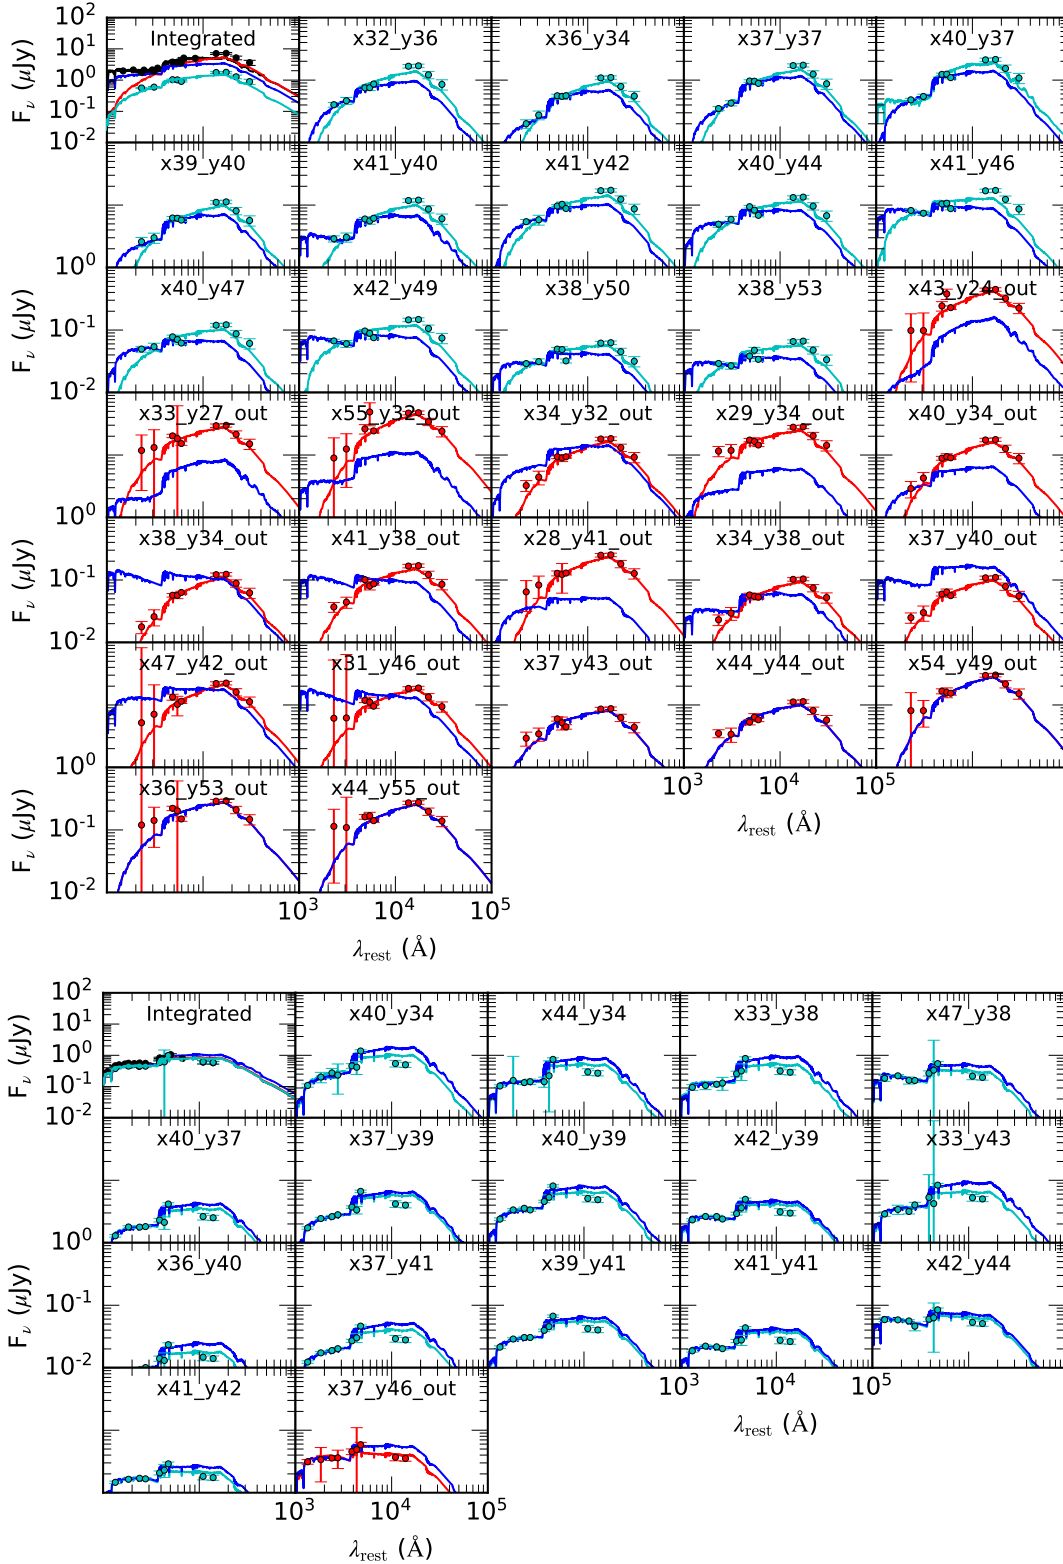 Integrated x32_y36 x36_y34 x37_y37 x40_y37
F_ν (μJy)
10^2
10^1
10^0
10^-1
10^-2
x39_y40 x41_y40 x41_y42 x40_y44 x41_y46
10^0
x40_y47 x42_y49 x38_y50 x38_y53 x43_y24_out
F_ν (μJy)
10^-1
10^-2
x33_y27_out x55_y32_out x34_y32_out x29_y34_out x40_y34_out
10^0
x38_y34_out x41_y38_out x28_y41_out x34_y38_out x37_y40_out
F_ν (μJy)
10^-1
10^-2
x47_y42_out x31_y46_out x37_y43_out x44_y44_out x54_y49_out
10^0
10^3 10^4 10^5
x36_y53_out x44_y55_out
F_ν (μJy)
10^-1
10^-2
λ_rest (Å)
10^3 10^4 10^5
λ_rest (Å)
Integrated x40_y34 x44_y34 x33_y38 x47_y38
F_ν (μJy)
10^2
10^1
10^0
10^-1
10^-2
x40_y37 x37_y39 x40_y39 x42_y39 x33_y43
10^0
x36_y40 x37_y41 x39_y41 x41_y41 x42_y44
F_ν (μJy)
10^-1
10^-2
10^3 10^4 10^5
x41_y42 x37_y46_out
λ_rest (Å)
10^3 10^4 10^5
λ_rest (Å)